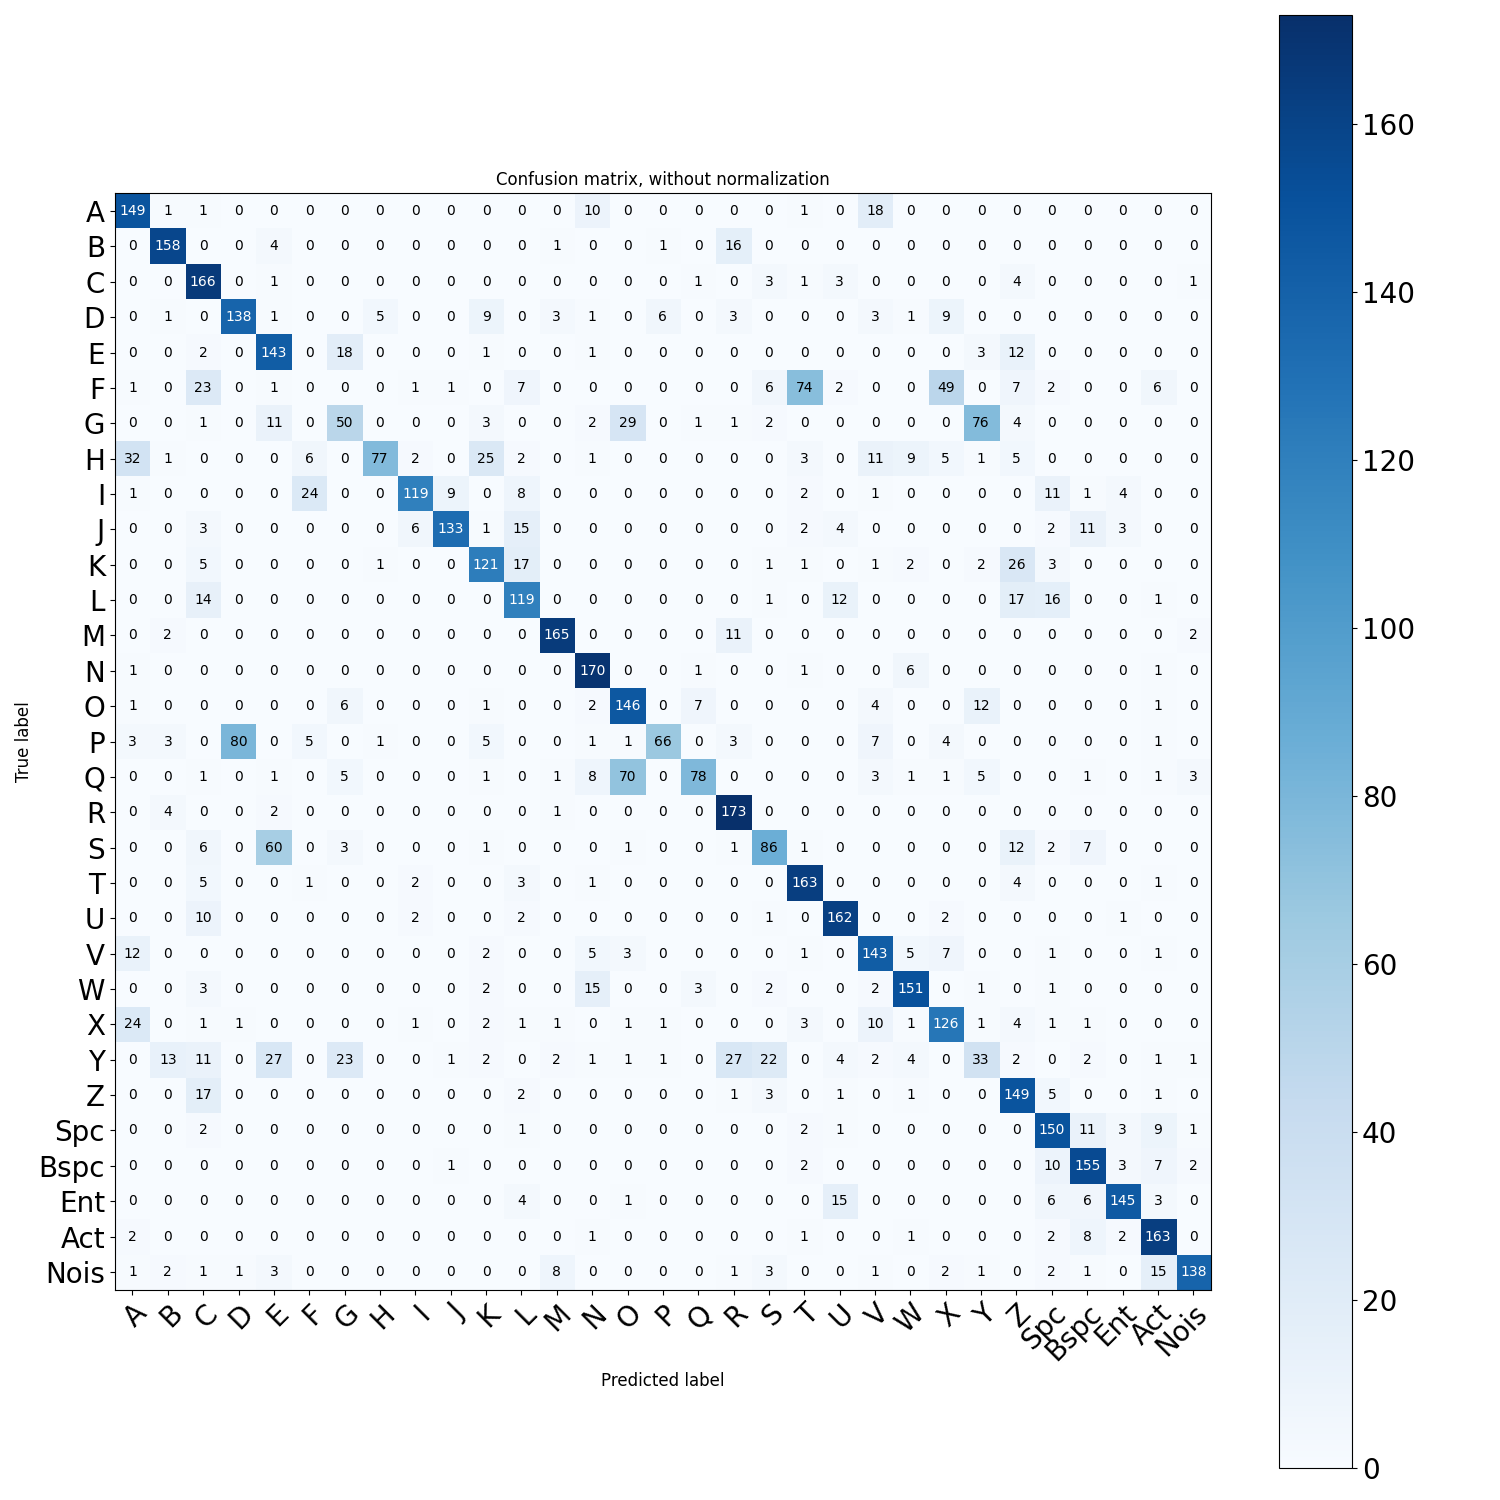 Confusion matrix, without normalization
A 149 1 1 0 0 0 0 0 0 0 0 0 0 10 0 0 0 0 0 1 0 18 0 0 0 0 0 0 0 0 0
B 0 158 0 0 4 0 0 0 0 0 0 0 1 0 0 1 0 16 0 0 0 0 0 0 0 0 0 0 0 0 0
C 0 0 166 0 1 0 0 0 0 0 0 0 0 0 0 0 1 0 3 1 3 0 0 0 0 4 0 0 0 0 1
D 0 1 0 138 1 0 0 5 0 0 9 0 3 1 0 6 0 3 0 0 0 3 1 9 0 0 0 0 0 0 0
E 0 0 2 0 143 0 18 0 0 0 1 0 0 1 0 0 0 0 0 0 0 0 0 0 3 12 0 0 0 0 0
F 1 0 23 0 1 0 0 0 1 1 0 7 0 0 0 0 0 0 6 74 2 0 0 49 0 7 2 0 0 6 0
G 0 0 1 0 11 0 50 0 0 0 3 0 0 2 29 0 1 1 2 0 0 0 0 0 76 4 0 0 0 0 0
H 32 1 0 0 0 6 0 77 2 0 25 2 0 1 0 0 0 0 0 3 0 11 9 5 1 5 0 0 0 0 0
I 1 0 0 0 0 24 0 0 119 9 0 8 0 0 0 0 0 0 0 2 0 1 0 0 0 0 11 1 4 0 0
J 0 0 3 0 0 0 0 0 6 133 1 15 0 0 0 0 0 0 0 2 4 0 0 0 0 0 2 11 3 0 0
K 0 0 5 0 0 0 0 1 0 0 121 17 0 0 0 0 0 0 1 1 0 1 2 0 2 26 3 0 0 0 0
L 0 0 14 0 0 0 0 0 0 0 0 119 0 0 0 0 0 0 1 0 12 0 0 0 0 17 16 0 0 1 0
M 0 2 0 0 0 0 0 0 0 0 0 0 165 0 0 0 0 11 0 0 0 0 0 0 0 0 0 0 0 0 2
N 1 0 0 0 0 0 0 0 0 0 0 0 0 170 0 0 1 0 0 1 0 0 6 0 0 0 0 0 0 1 0
O 1 0 0 0 0 0 6 0 0 0 1 0 0 2 146 0 7 0 0 0 0 4 0 0 12 0 0 0 0 1 0
P 3 3 0 80 0 5 0 1 0 0 5 0 0 1 1 66 0 3 0 0 0 7 0 4 0 0 0 0 0 1 0
Q 0 0 1 0 1 0 5 0 0 0 1 0 1 8 70 0 78 0 0 0 0 3 1 1 5 0 0 1 0 1 3
R 0 4 0 0 2 0 0 0 0 0 0 0 1 0 0 0 0 173 0 0 0 0 0 0 0 0 0 0 0 0 0
S 0 0 6 0 60 0 3 0 0 0 1 0 0 0 1 0 0 1 86 1 0 0 0 0 0 12 2 7 0 0 0
T 0 0 5 0 0 1 0 0 2 0 0 3 0 1 0 0 0 0 0 163 0 0 0 0 0 4 0 0 0 1 0
U 0 0 10 0 0 0 0 0 2 0 0 2 0 0 0 0 0 0 1 0 162 0 0 2 0 0 0 0 1 0 0
V 12 0 0 0 0 0 0 0 0 0 2 0 0 5 3 0 0 0 0 1 0 143 5 7 0 0 1 0 0 1 0
W 0 0 3 0 0 0 0 0 0 0 2 0 0 15 0 0 3 0 2 0 0 2 151 0 1 0 1 0 0 0 0
X 24 0 1 1 0 0 0 0 1 0 2 1 1 0 1 1 0 0 0 3 0 10 1 126 1 4 1 1 0 0 0
Y 0 13 11 0 27 0 23 0 0 1 2 0 2 1 1 1 0 27 22 0 4 2 4 0 33 2 0 2 0 1 1
Z 0 0 17 0 0 0 0 0 0 0 0 2 0 0 0 0 0 1 3 0 1 0 1 0 0 149 5 0 0 1 0
Spc 0 0 2 0 0 0 0 0 0 0 0 1 0 0 0 0 0 0 0 2 1 0 0 0 0 0 150 11 3 9 1
Bspc 0 0 0 0 0 0 0 0 0 1 0 0 0 0 0 0 0 0 0 2 0 0 0 0 0 0 10 155 3 7 2
Ent 0 0 0 0 0 0 0 0 0 0 0 4 0 0 1 0 0 0 0 0 15 0 0 0 0 0 6 6 145 3 0
Act 2 0 0 0 0 0 0 0 0 0 0 0 0 1 0 0 0 0 0 1 0 0 1 0 0 0 2 8 2 163 0
Nois 1 2 1 1 3 0 0 0 0 0 0 0 8 0 0 0 0 1 3 0 0 1 0 2 1 0 2 1 0 15 138
A B C D E F G H I J K L M N O P Q R S T U V W X Y Z Spc Bspc Ent Act Nois
True label
Predicted label
160
140
120
100
80
60
40
20
0